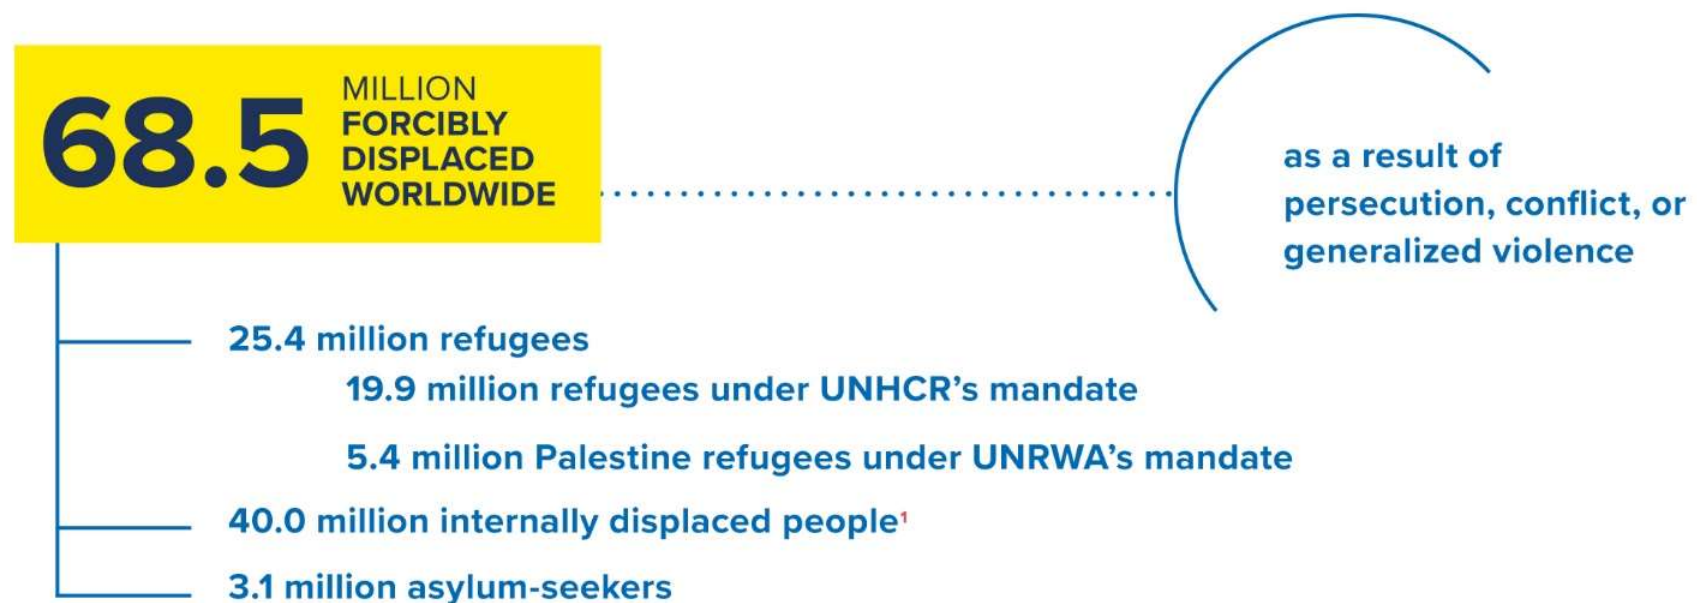 68.5
MILLION
FORCIBLY
DISPLACED
WORLDWIDE
as a result of
persecution, conflict, or
generalized violence
25.4 million refugees
19.9 million refugees under UNHCR’s mandate
5.4 million Palestine refugees under UNRWA’s mandate
40.0 million internally displaced people¹
3.1 million asylum-seekers